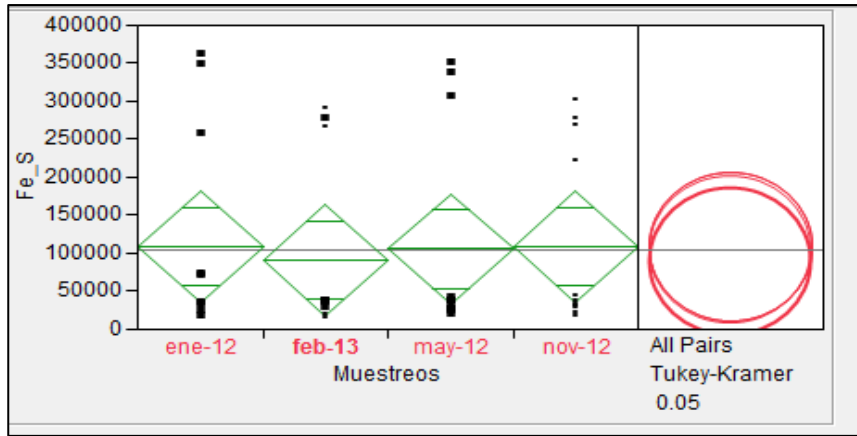 400000
350000
300000
250000
200000
150000
100000
50000
0
Fe_S
ene-12 feb-13 may-12 nov-12
Muestreos
All Pairs
Tukey-Kramer
0.05